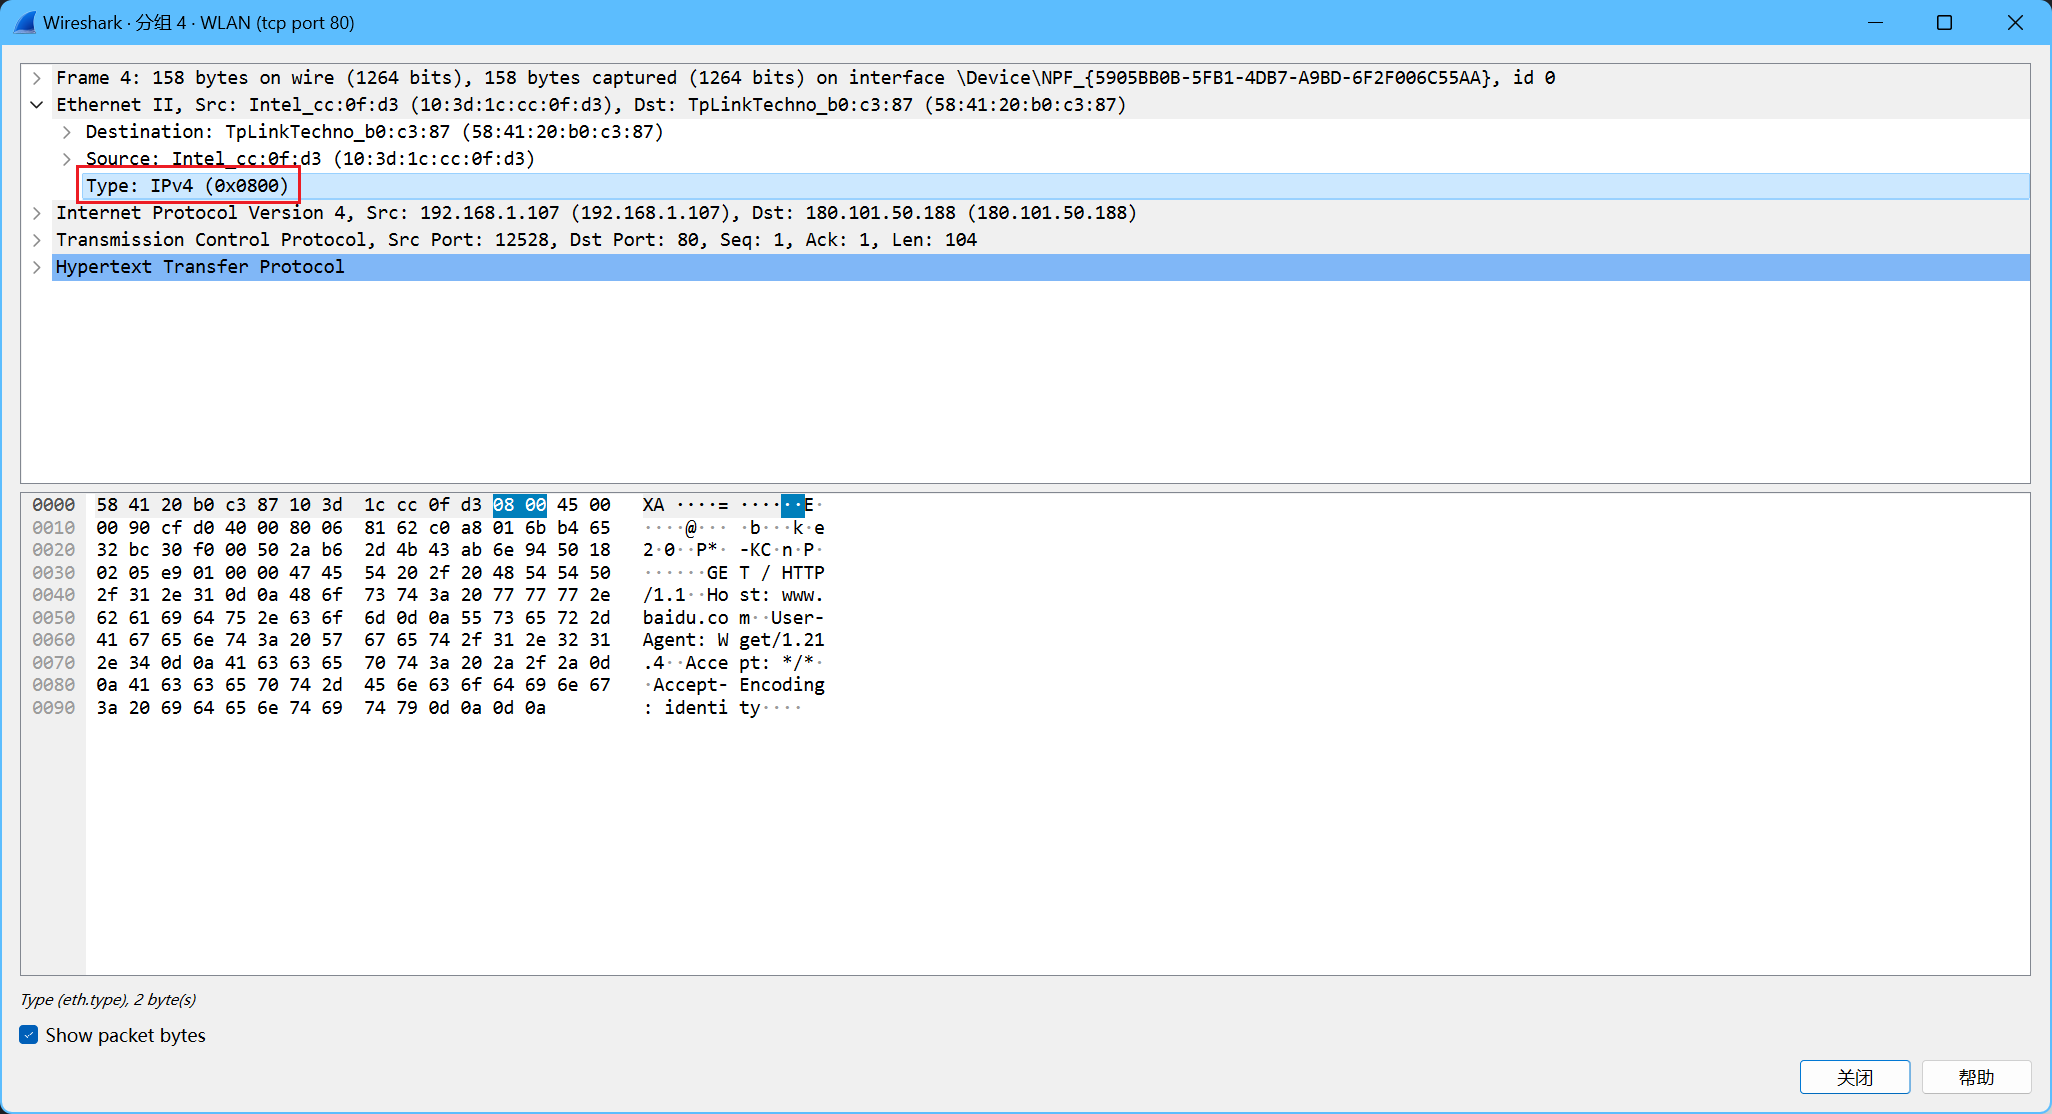 Wireshark · 分组 4 · WLAN (tcp port 80)
Frame 4: 158 bytes on wire (1264 bits), 158 bytes captured (1264 bits) on interface \Device\NPF_{5905BB0B-5FB1-4DB7-A9BD-6F2F006C55AA}, id 0
Ethernet II, Src: Intel_cc:0f:d3 (10:3d:1c:cc:0f:d3), Dst: TpLinkTechno_b0:c3:87 (58:41:20:b0:c3:87)
Destination: TpLinkTechno_b0:c3:87 (58:41:20:b0:c3:87)
Source: Intel_cc:0f:d3 (10:3d:1c:cc:0f:d3)
Type: IPv4 (0x0800)
Internet Protocol Version 4, Src: 192.168.1.107 (192.168.1.107), Dst: 180.101.50.188 (180.101.50.188)
Transmission Control Protocol, Src Port: 12528, Dst Port: 80, Seq: 1, Ack: 1, Len: 104
Hypertext Transfer Protocol
0000 58 41 20 b0 c3 87 10 3d 1c cc 0f d3 08 00 45 00 XA ····= ······E·
0010 00 90 cf d0 40 00 80 06 81 62 c0 a8 01 6b b4 65 ····@··· ·b···k·e
0020 32 bc 30 f0 00 50 2a b6 2d 4b 43 ab 6e 94 50 18 2·0··P*· -KC·n·P·
0030 02 05 e9 01 00 00 47 45 54 20 2f 20 48 54 54 50 ······GE T / HTTP
0040 2f 31 2e 31 0d 0a 48 6f 73 74 3a 20 77 77 77 2e /1.1··Ho st: www.
0050 62 61 69 64 75 2e 63 6f 6d 0d 0a 55 73 65 72 2d baidu.co m··User-
0060 41 67 65 6e 74 3a 20 57 67 65 74 2f 31 2e 32 31 Agent: W get/1.21
0070 2e 34 0d 0a 41 63 63 65 70 74 3a 20 2a 2f 2a 0d .4··Acce pt: */*·
0080 0a 41 63 63 65 70 74 2d 45 6e 63 6f 64 69 6e 67 ·Accept- Encoding
0090 3a 20 69 64 65 6e 74 69 74 79 0d 0a 0d 0a : identi ty····
Type (eth.type), 2 byte(s)
Show packet bytes
关闭
帮助